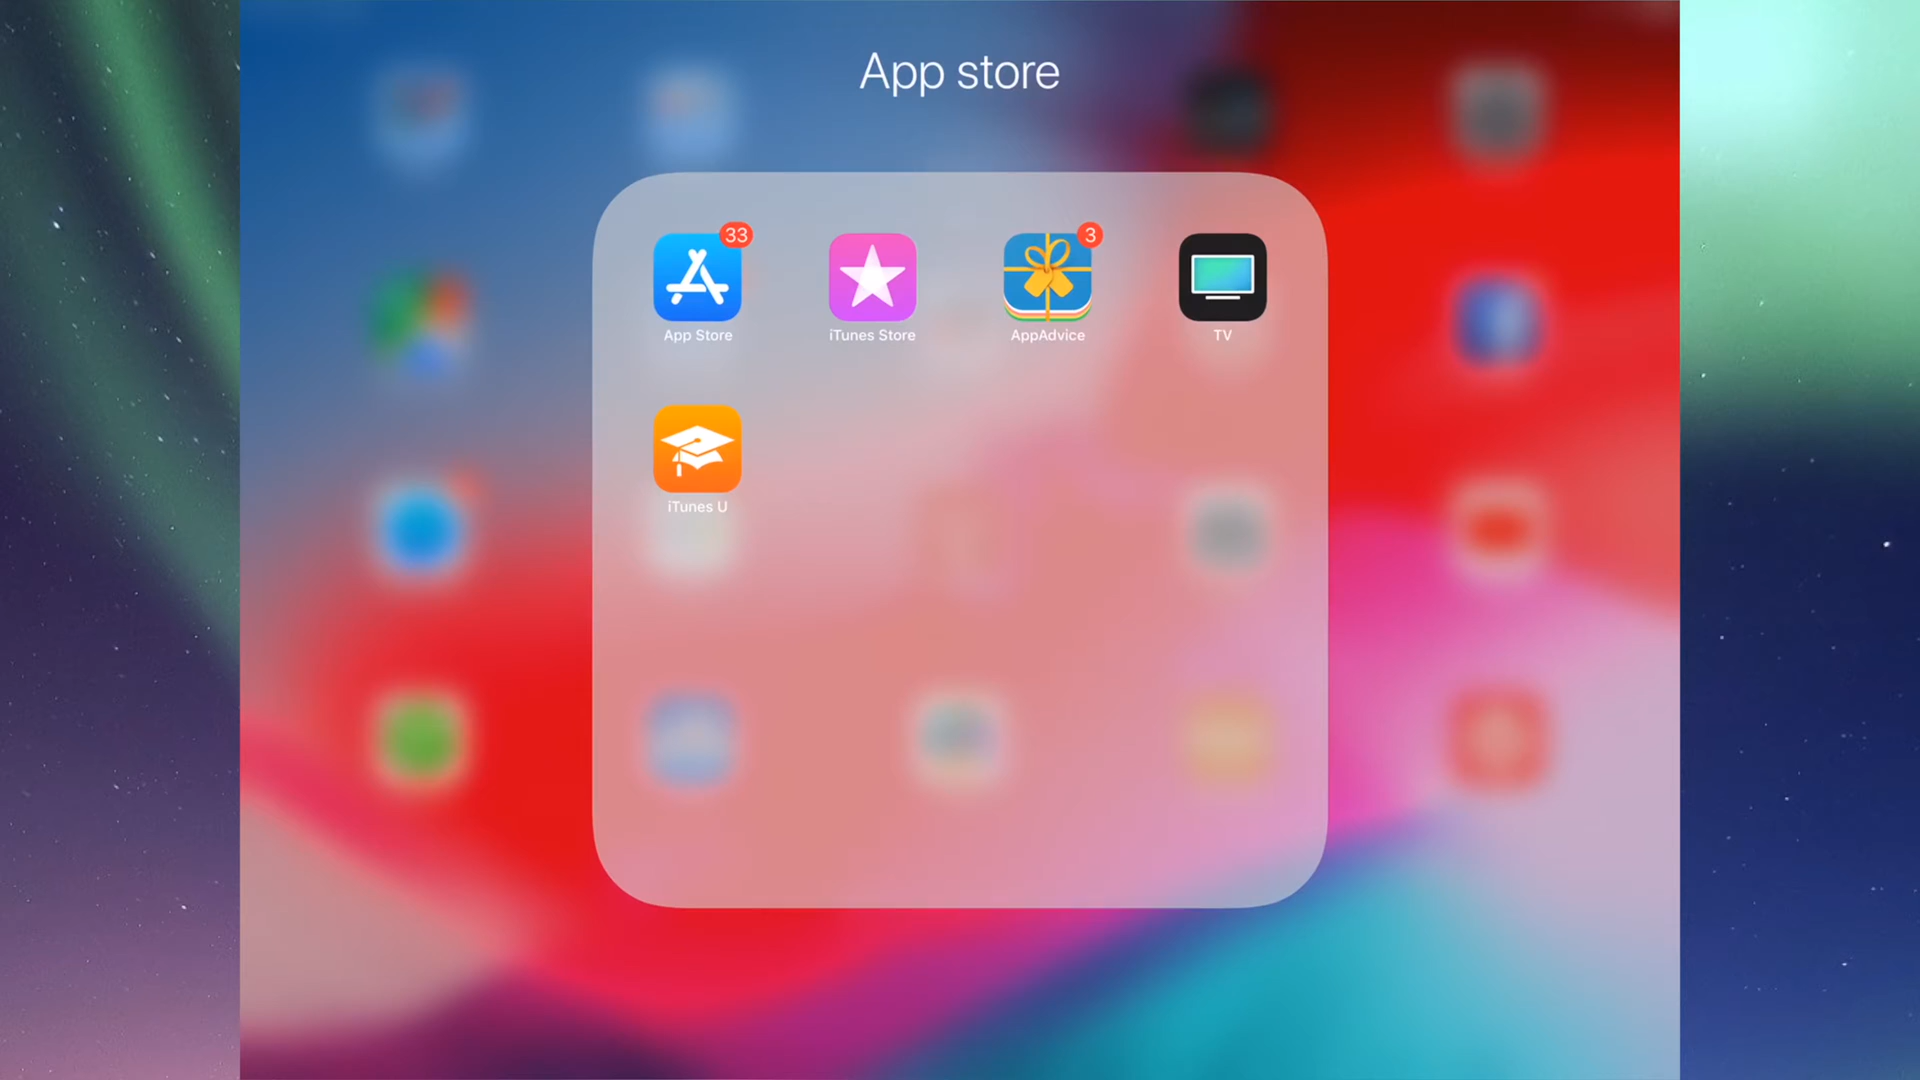 App store
33
3
App Store
iTunes Store
AppAdvice
TV
iTunes U